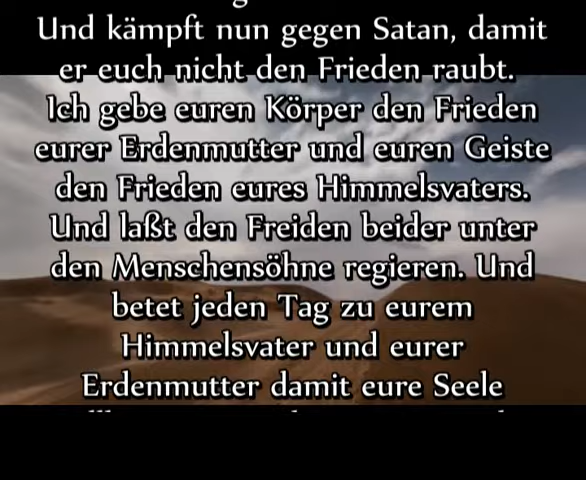 Und kämpft nun gegen Satan, damit
er euch nicht den Frieden raubt.
Ich gebe euren Körper den Frieden
eurer Erdenmutter und euren Geiste
den Frieden eures Himmelsvaters.
Und laßt den Freiden beider unter
den Menschensöhne regieren. Und
betet jeden Tag zu eurem
Himmelsvater und eurer
Erdenmutter damit eure Seele